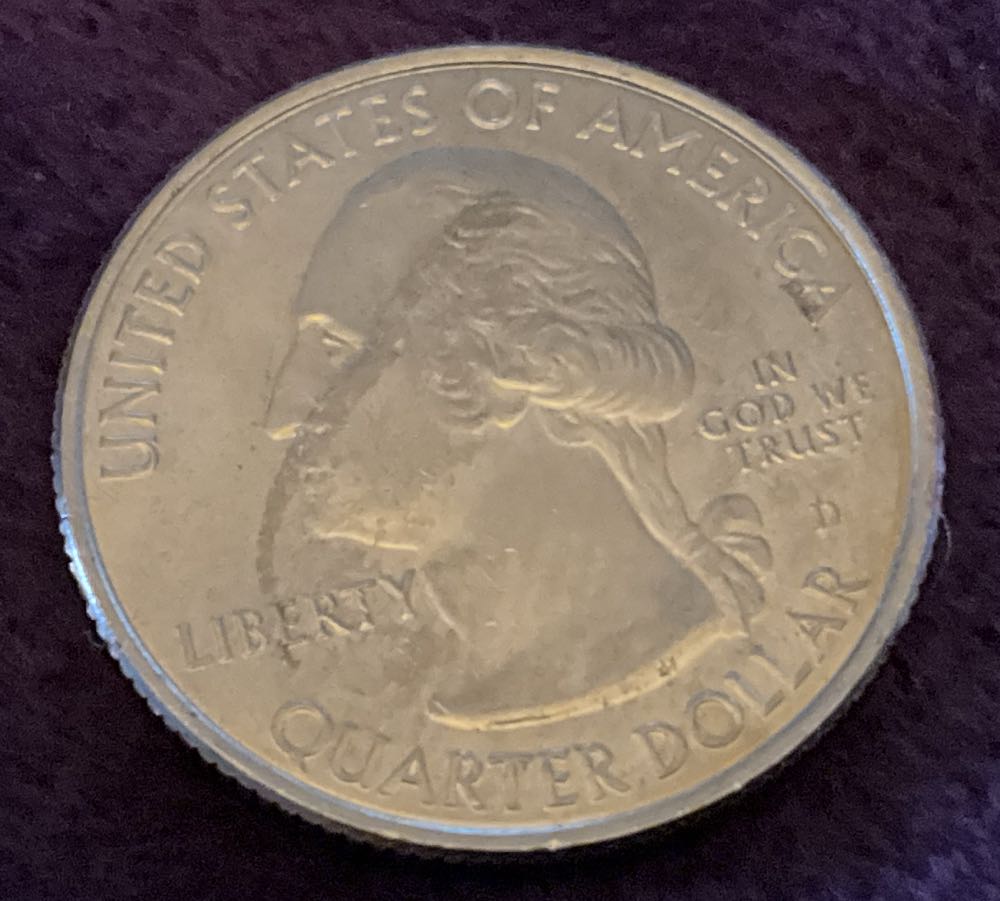 UNITED STATES OF AMERICA
IN
GOD WE
TRUST
D
LIBERTY
QUARTER DOLLAR